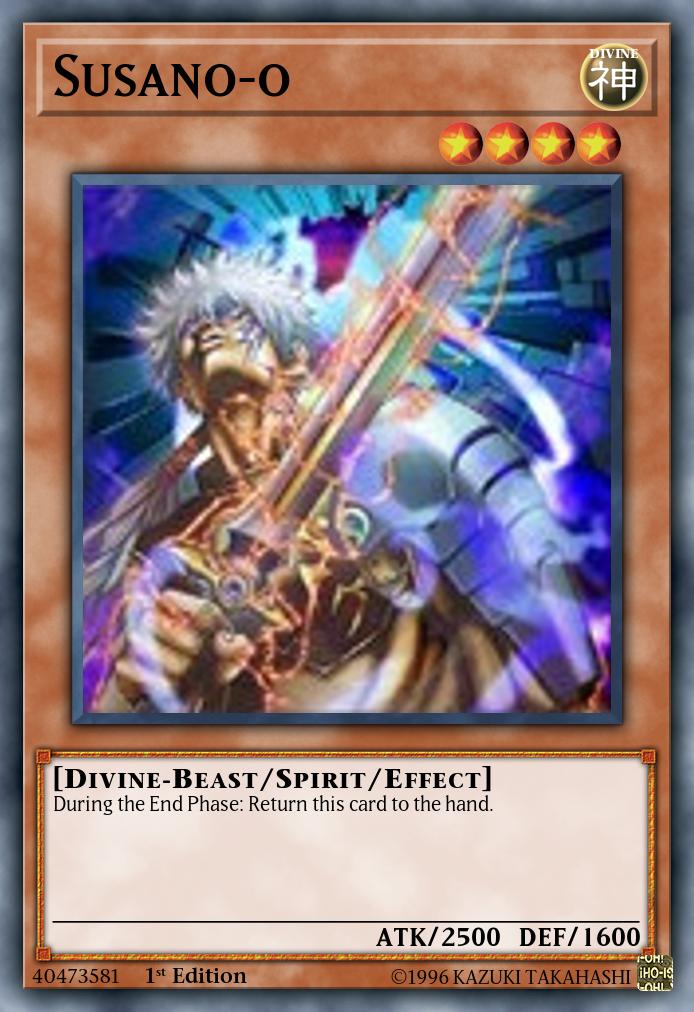 Susano-o
DIVINE
神
[Divine-Beast/Spirit/Effect]
During the End Phase: Return this card to the hand.
ATK/2500 DEF/1600
40473581 1st Edition ©1996 KAZUKI TAKAHASHI